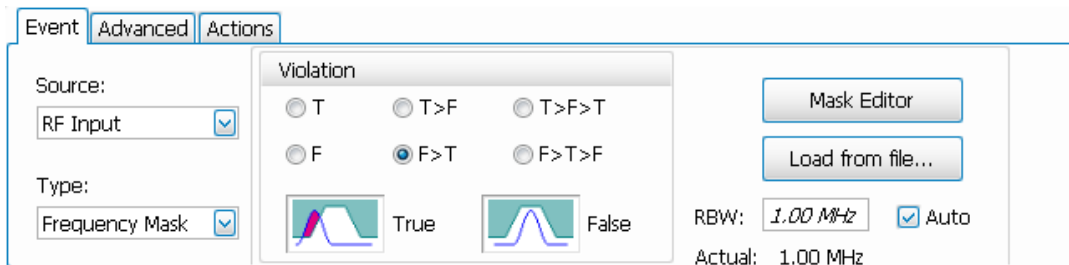 Event Advanced Actions
Violation
Source:
T T>F T>F>T
Mask Editor
RF Input
F F>T F>T>F
Load from file...
Type:
Frequency Mask True False RBW: 1.00 MHz Auto
Actual: 1.00 MHz